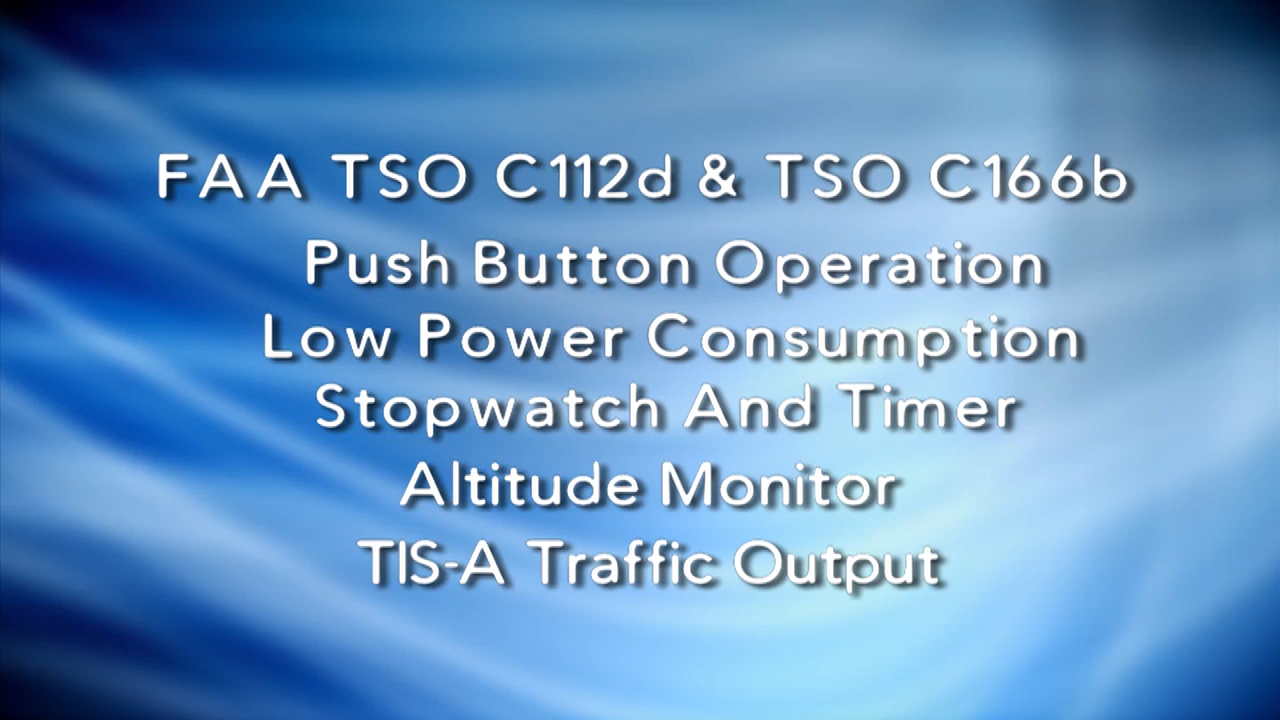 FAA TSO C112d & TSO C166b
Push Button Operation
Low Power Consumption
Stopwatch And Timer
Altitude Monitor
TIS-A Traffic Output